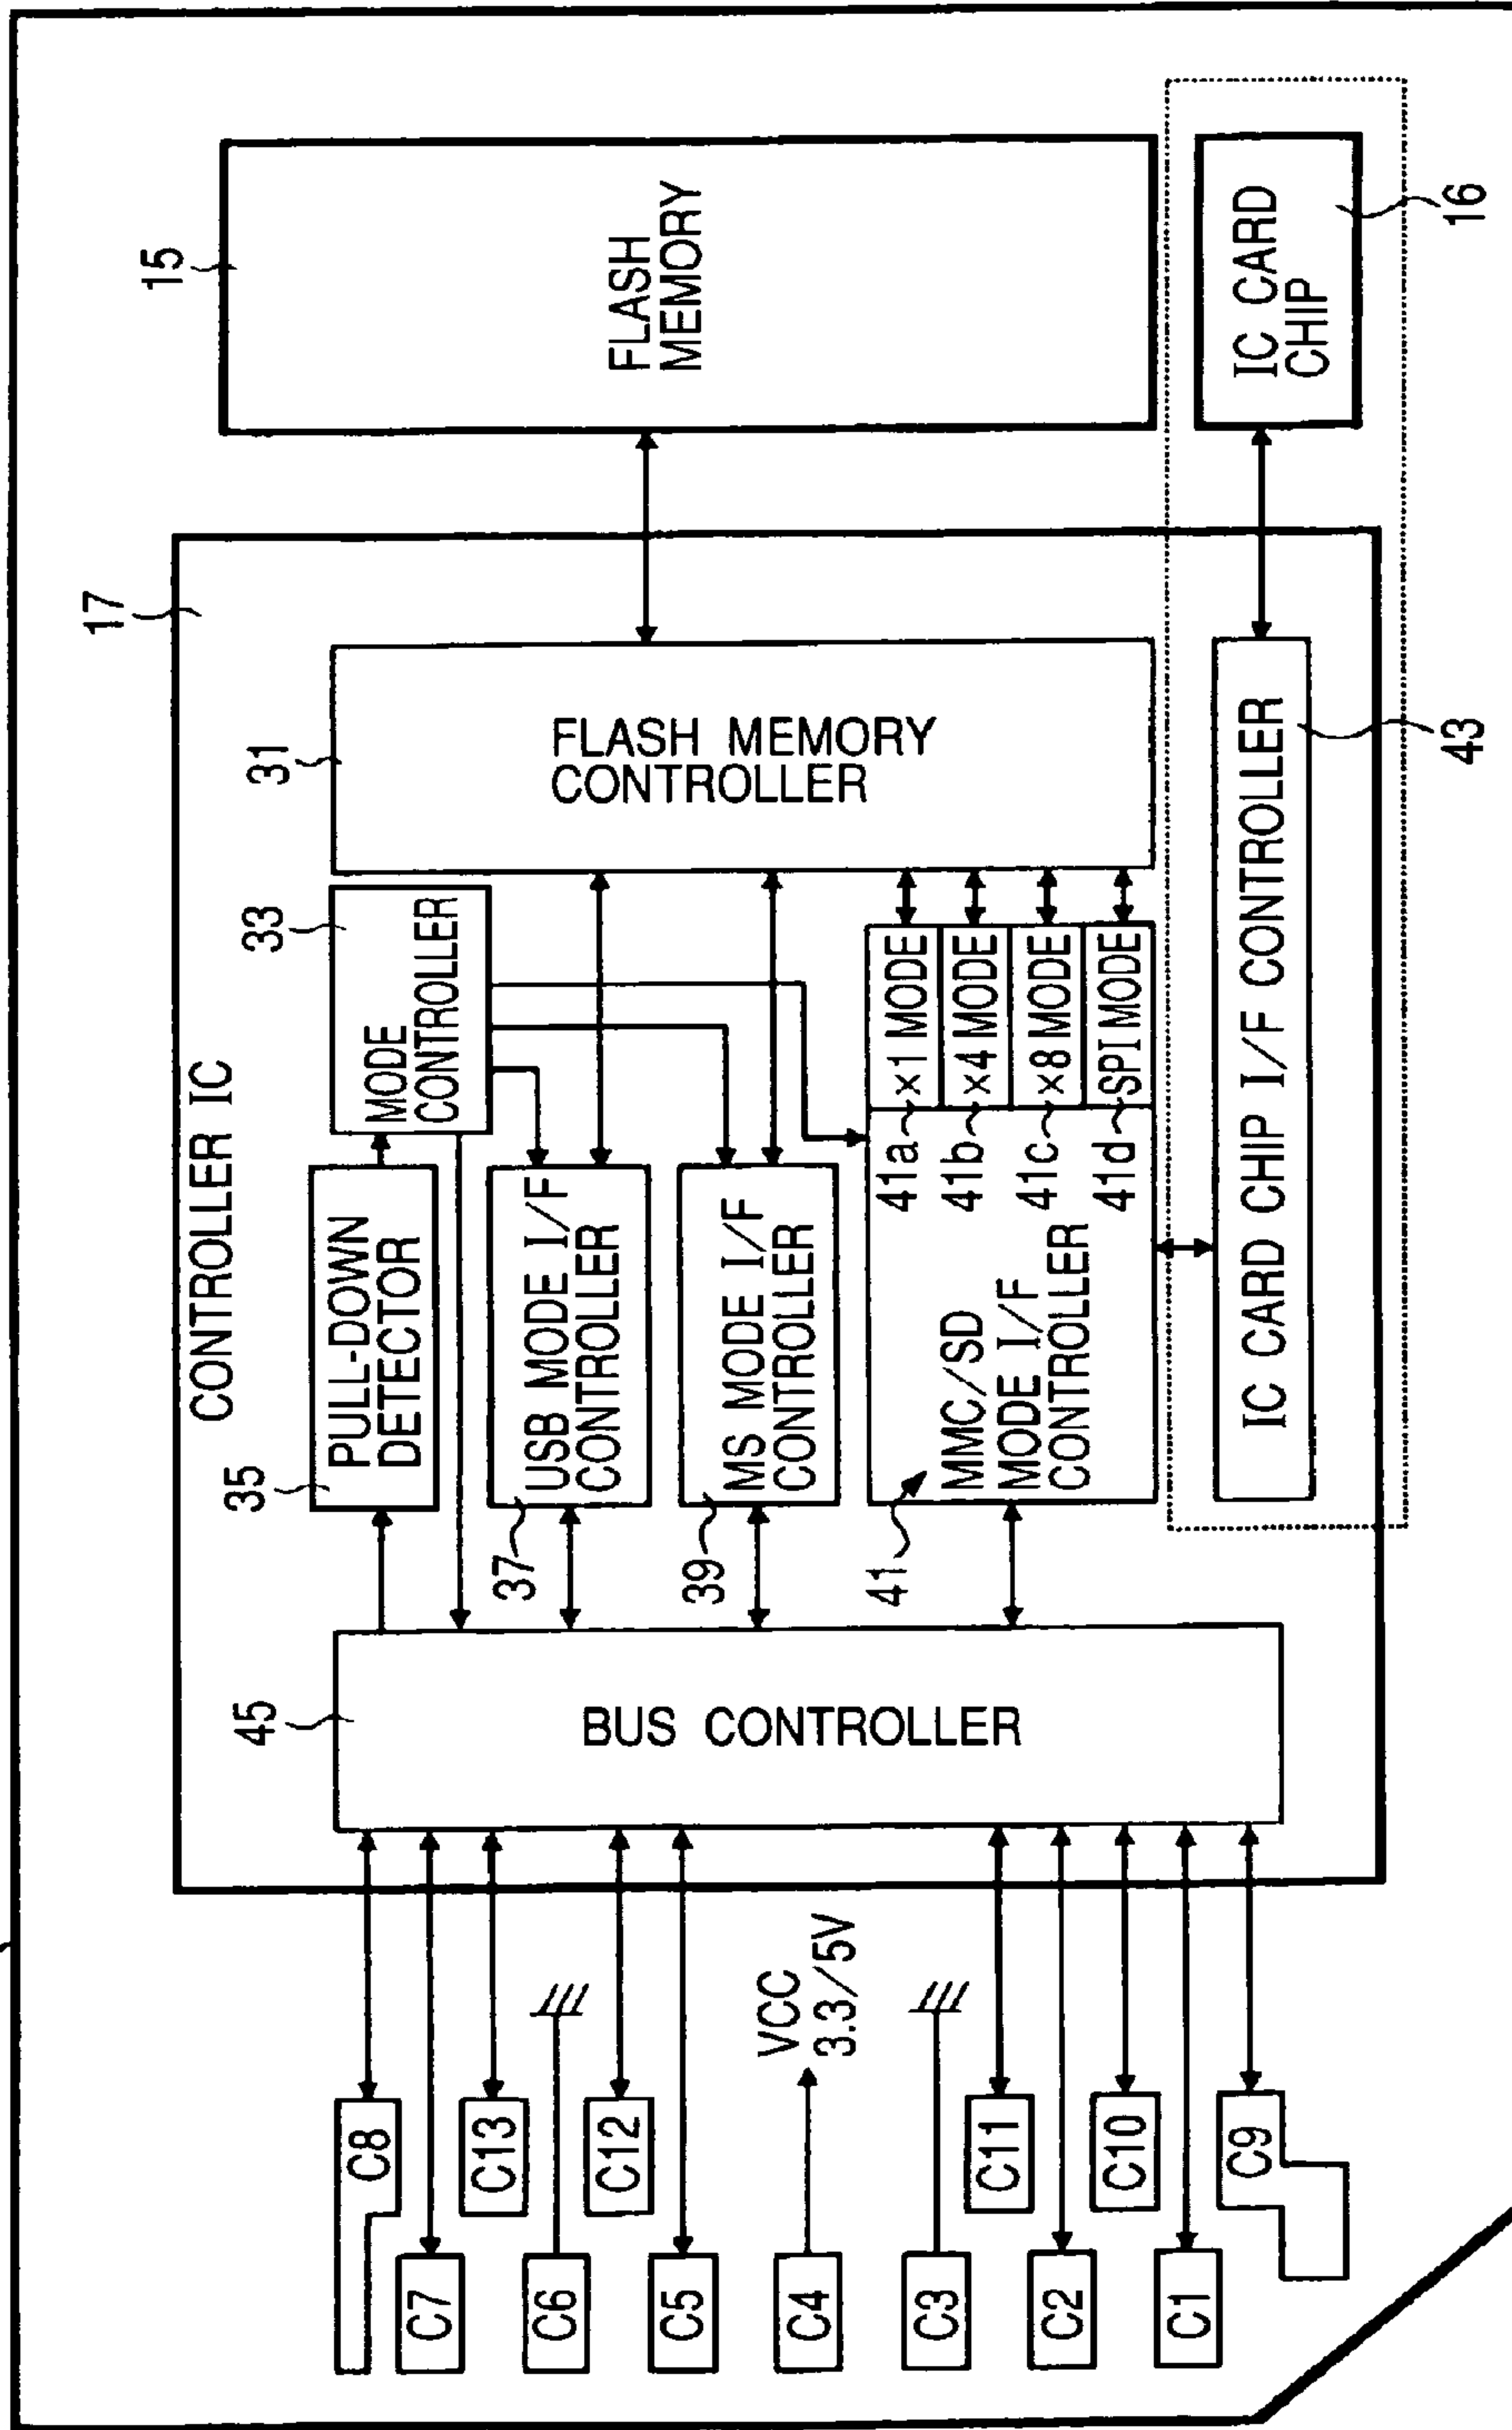 15
FLASH
MEMORY
IC CARD
CHIP
16
17
CONTROLLER IC
31
FLASH MEMORY
CONTROLLER
33
MODE
CONTROLLER
35
PULL-DOWN
DETECTOR
USB MODE I/F
CONTROLLER
37
MS MODE I/F
CONTROLLER
39
MMC/SD
MODE I/F
CONTROLLER
41
41a
×1 MODE
41b
×4 MODE
41c
×8 MODE
41d
SPI MODE
IC CARD CHIP I/F CONTROLLER
43
45
BUS CONTROLLER
VCC
3.3/5V
C8
C7
C13
C6
C12
C5
C4
C3
C11
C2
C10
C1
C9